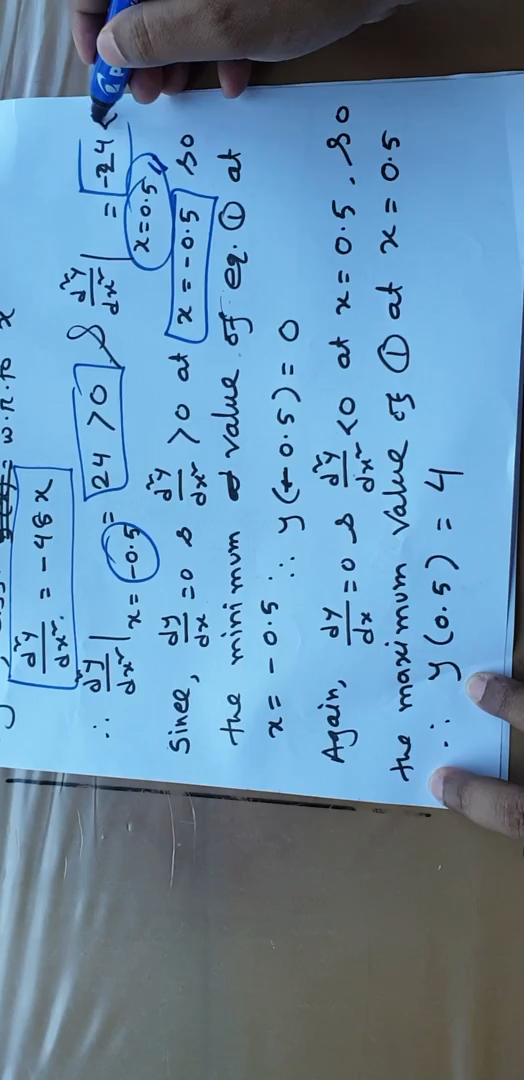 w.r.to x
d²y/dx² = -48x
∴ d²y/dx² | x=-0.5 = 24 >0 & d²y/dx² | x=0.5 = -24
Since, dy/dx =0 & d²y/dx² >0 at x = -0.5 so
the minimum value of eq. ① at
x = -0.5 ∴ y(-0.5) = 0
Again, dy/dx =0 & d²y/dx² <0 at x=0.5. so
the maximum value of ① at x = 0.5
∴ y(0.5) = 4